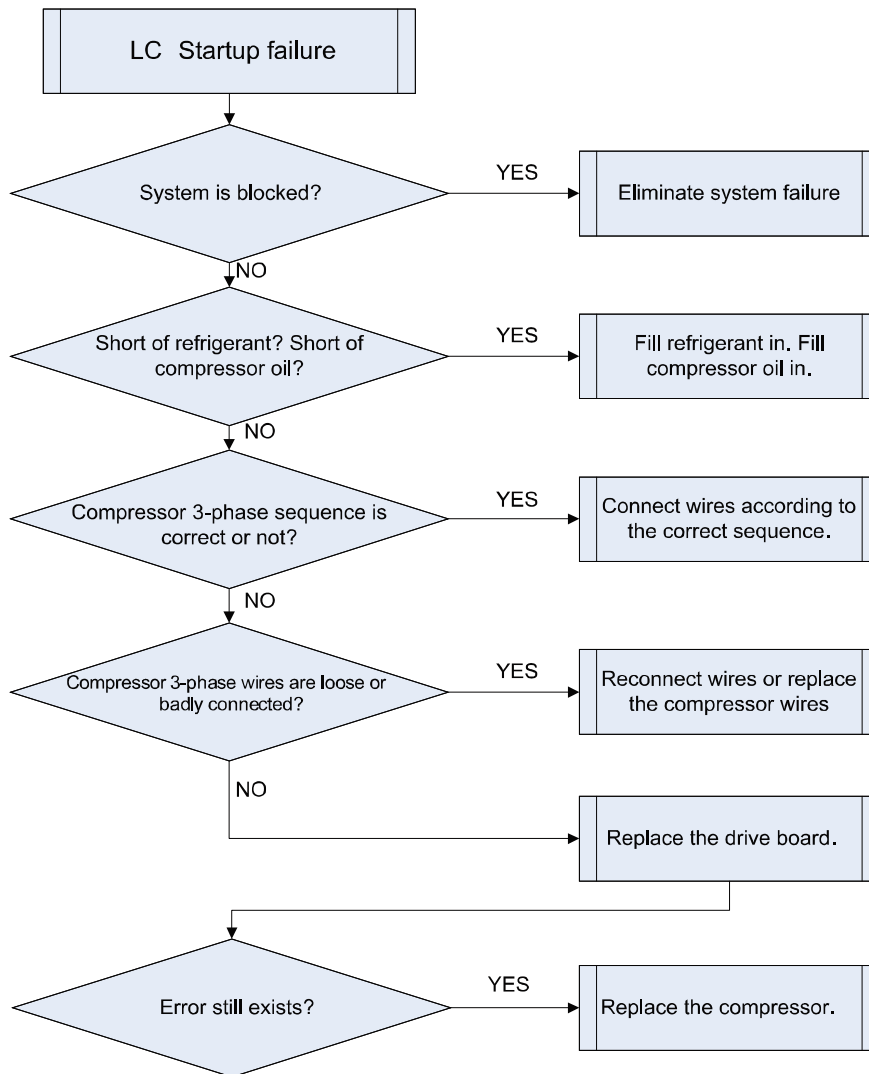 LC Startup failure
System is blocked?
YES
Eliminate system failure
NO
Short of refrigerant? Short of
compressor oil?
YES
Fill refrigerant in. Fill
compressor oil in.
NO
Compressor 3-phase sequence is
correct or not?
YES
Connect wires according to
the correct sequence.
NO
Compressor 3-phase wires are loose or
badly connected?
YES
Reconnect wires or replace
the compressor wires
NO
Replace the drive board.
Error still exists?
YES
Replace the compressor.